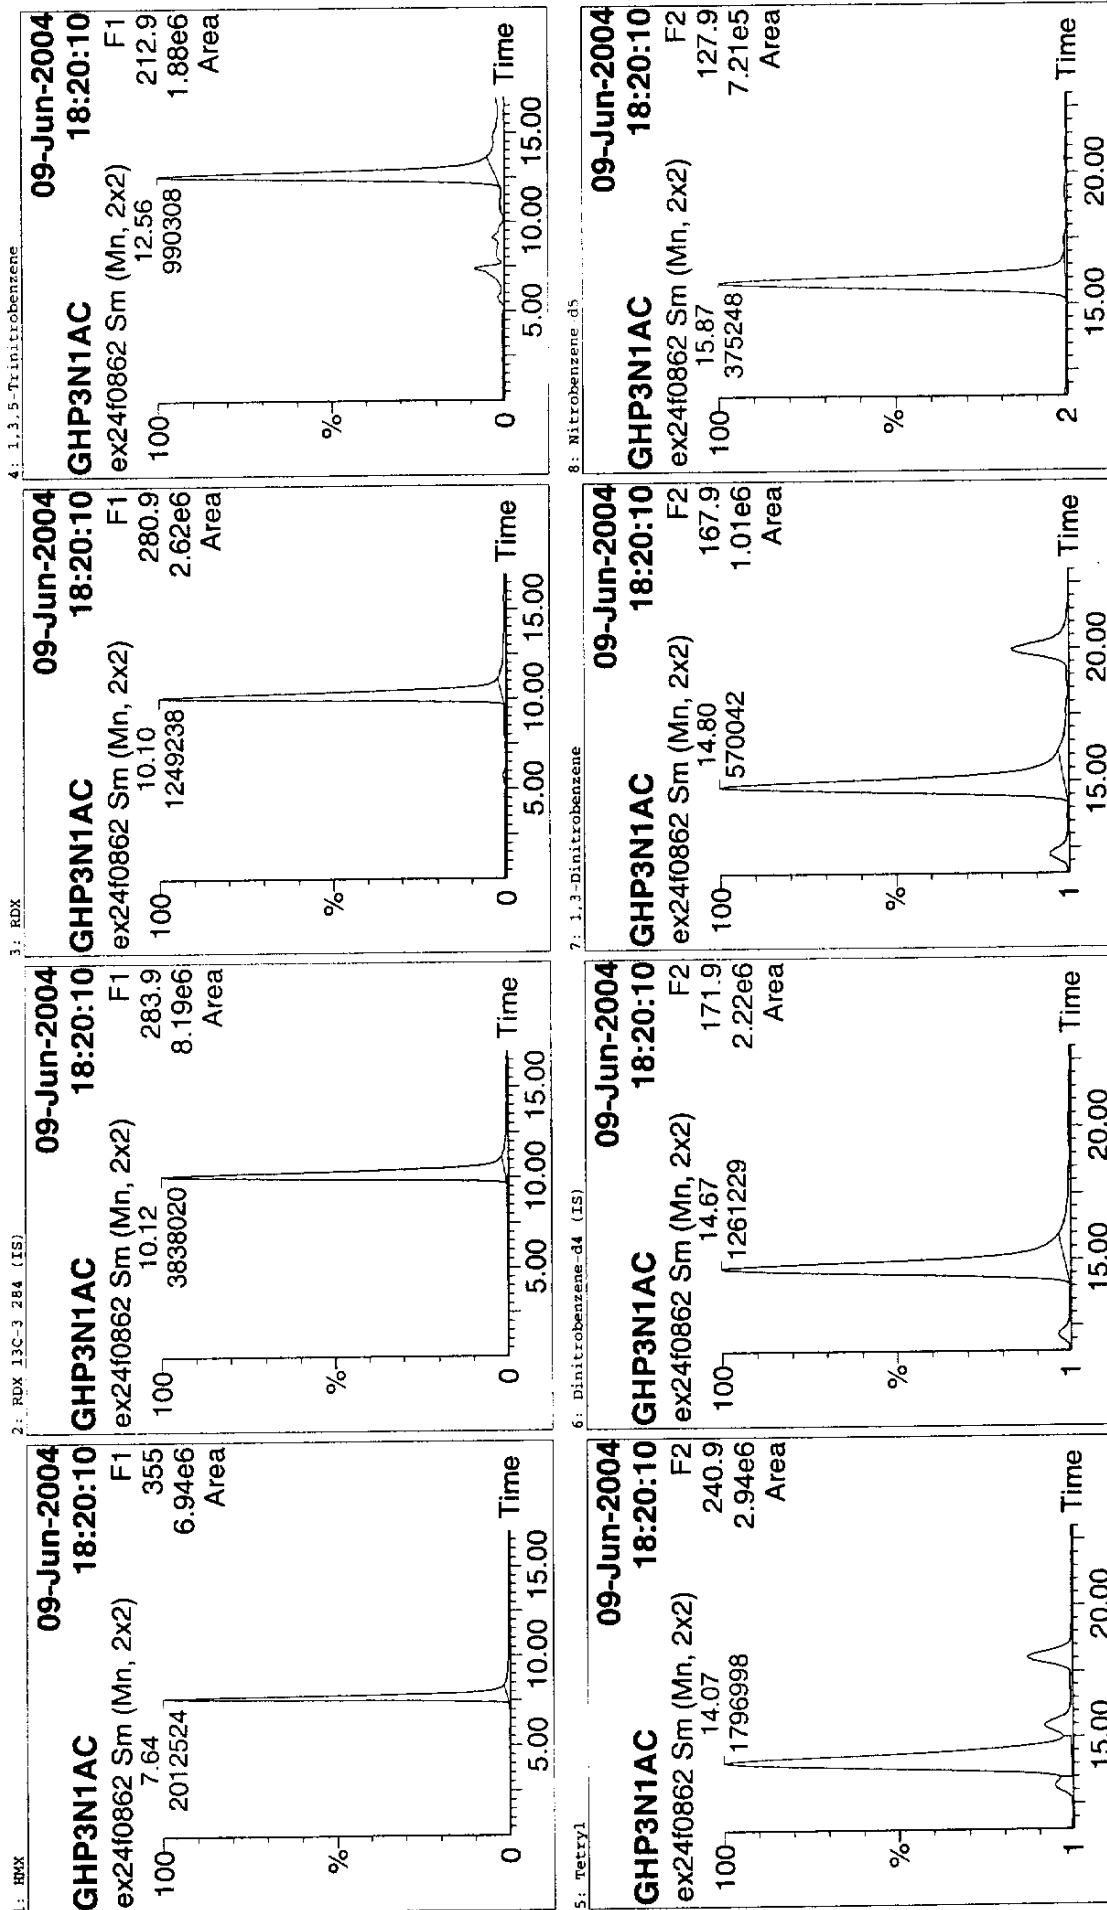 1: HMX
GHP3N1AC
09-Jun-2004
18:20:10
ex24f0862 Sm (Mn, 2x2)
F1
355
6.94e6
Area
7.64
2012524
100
%
0
5.00 10.00 15.00
Time
2: RDX 13C-3 284 (IS)
GHP3N1AC
09-Jun-2004
18:20:10
ex24f0862 Sm (Mn, 2x2)
F1
283.9
8.19e6
Area
10.12
3838020
100
%
0
5.00 10.00 15.00
Time
3: RDX
GHP3N1AC
09-Jun-2004
18:20:10
ex24f0862 Sm (Mn, 2x2)
F1
280.9
2.62e6
Area
10.10
1249238
100
%
0
5.00 10.00 15.00
Time
4: 1,3,5-Trinitrobenzene
GHP3N1AC
09-Jun-2004
18:20:10
ex24f0862 Sm (Mn, 2x2)
F1
212.9
1.88e6
Area
12.56
990308
100
%
0
5.00 10.00 15.00
Time
5: Tetryl
GHP3N1AC
09-Jun-2004
18:20:10
ex24f0862 Sm (Mn, 2x2)
F2
240.9
2.94e6
Area
14.07
1796998
100
%
1
15.00 20.00
Time
6: Dinitrobenzene-d4 (IS)
GHP3N1AC
09-Jun-2004
18:20:10
ex24f0862 Sm (Mn, 2x2)
F2
171.9
2.22e6
Area
14.67
1261229
100
%
1
15.00 20.00
Time
7: 1,3-Dinitrobenzene
GHP3N1AC
09-Jun-2004
18:20:10
ex24f0862 Sm (Mn, 2x2)
F2
167.9
1.01e6
Area
14.80
570042
100
%
1
15.00 20.00
Time
8: Nitrobenzene-d5
GHP3N1AC
09-Jun-2004
18:20:10
ex24f0862 Sm (Mn, 2x2)
F2
127.9
7.21e5
Area
15.87
375248
100
%
2
15.00 20.00
Time